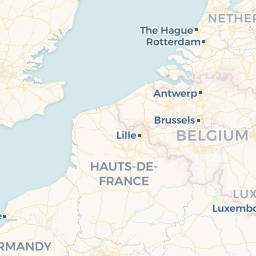 NETHER
The Hague
Rotterdam
Antwerp
Brussels
Lille
BELGIUM
HAUTS-DE-
FRANCE
LUX
Luxembo
e
RMANDY